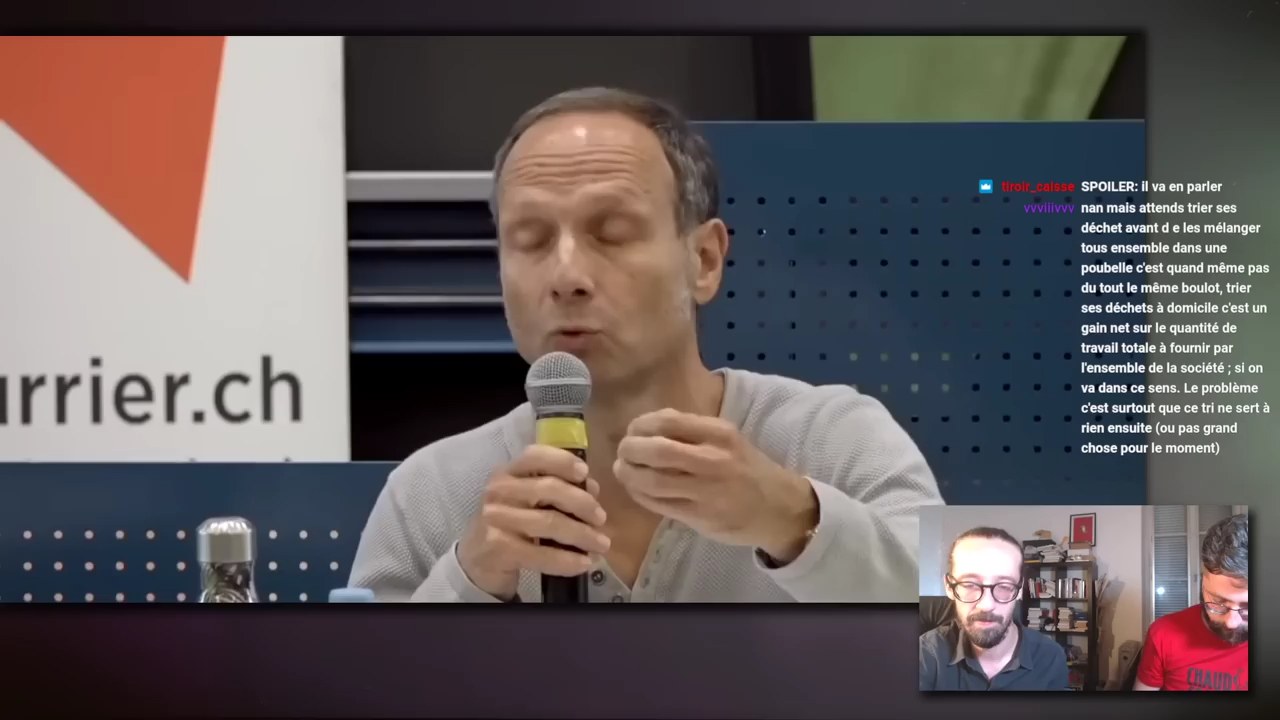 urrier.ch
tiroir_caisse SPOILER: il va en parler
vvviiivvv nan mais attends trier ses
déchet avant d e les mélanger
tous ensemble dans une
poubelle c'est quand même pas
du tout le même boulot, trier
ses déchets à domicile c'est un
gain net sur le quantité de
travail totale à fournir par
l'ensemble de la société ; si on
va dans ce sens. Le problème
c'est surtout que ce tri ne sert à
rien ensuite (ou pas grand
chose pour le moment)
CHAUDS